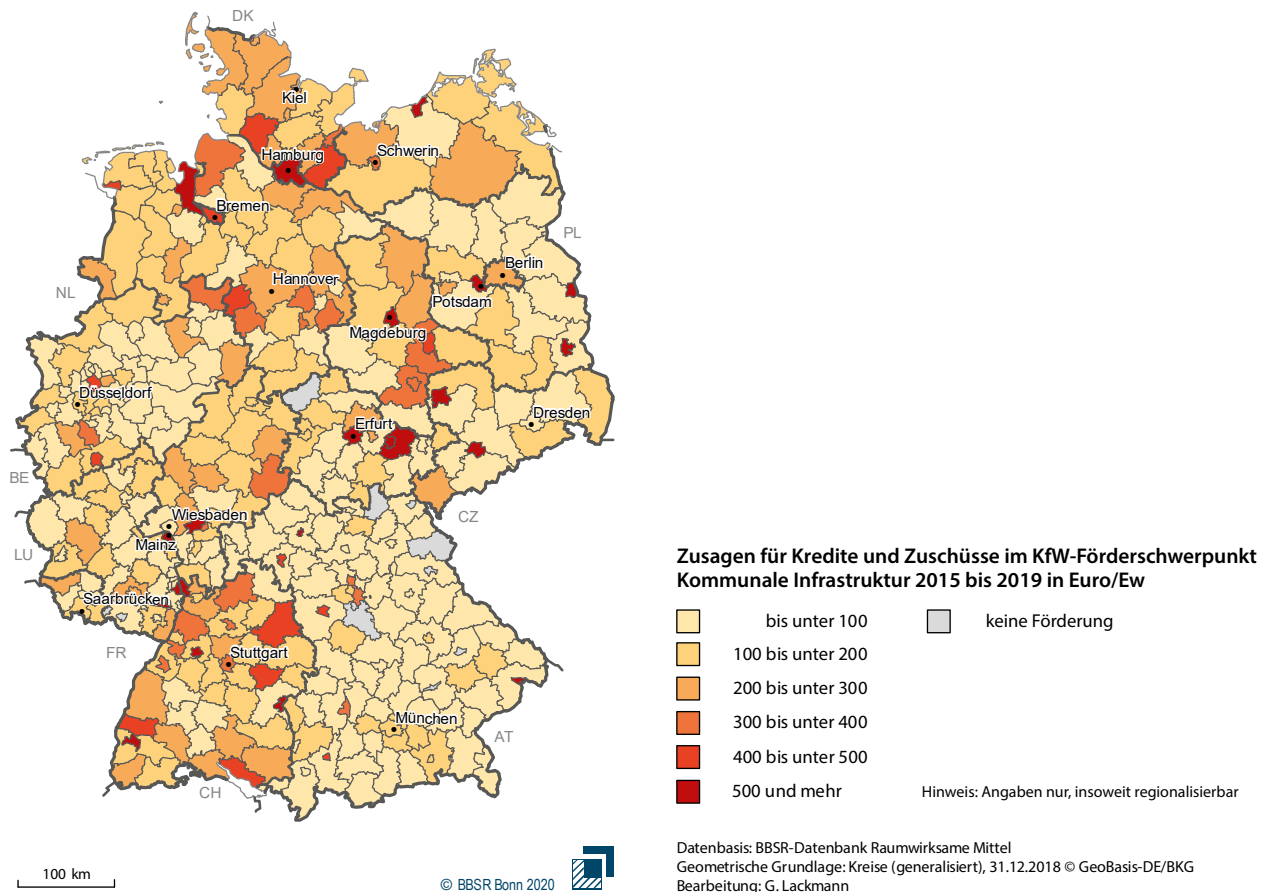 DK
Kiel
Hamburg
Schwerin
Bremen
PL
Berlin
Hannover
NL
Potsdam
Magdeburg
Düsseldorf
Erfurt
Dresden
BE
Wiesbaden
CZ
Mainz
LU
Saarbrücken
FR
Stuttgart
München
AT
CH
Zusagen für Kredite und Zuschüsse im KfW-Förderschwerpunkt
Kommunale Infrastruktur 2015 bis 2019 in Euro/Ew
bis unter 100
keine Förderung
100 bis unter 200
200 bis unter 300
300 bis unter 400
400 bis unter 500
500 und mehr
Hinweis: Angaben nur, insoweit regionalisierbar
100 km
© BBSR Bonn 2020
Datenbasis: BBSR-Datenbank Raumwirksame Mittel
Geometrische Grundlage: Kreise (generalisiert), 31.12.2018 © GeoBasis-DE/BKG
Bearbeitung: G. Lackmann